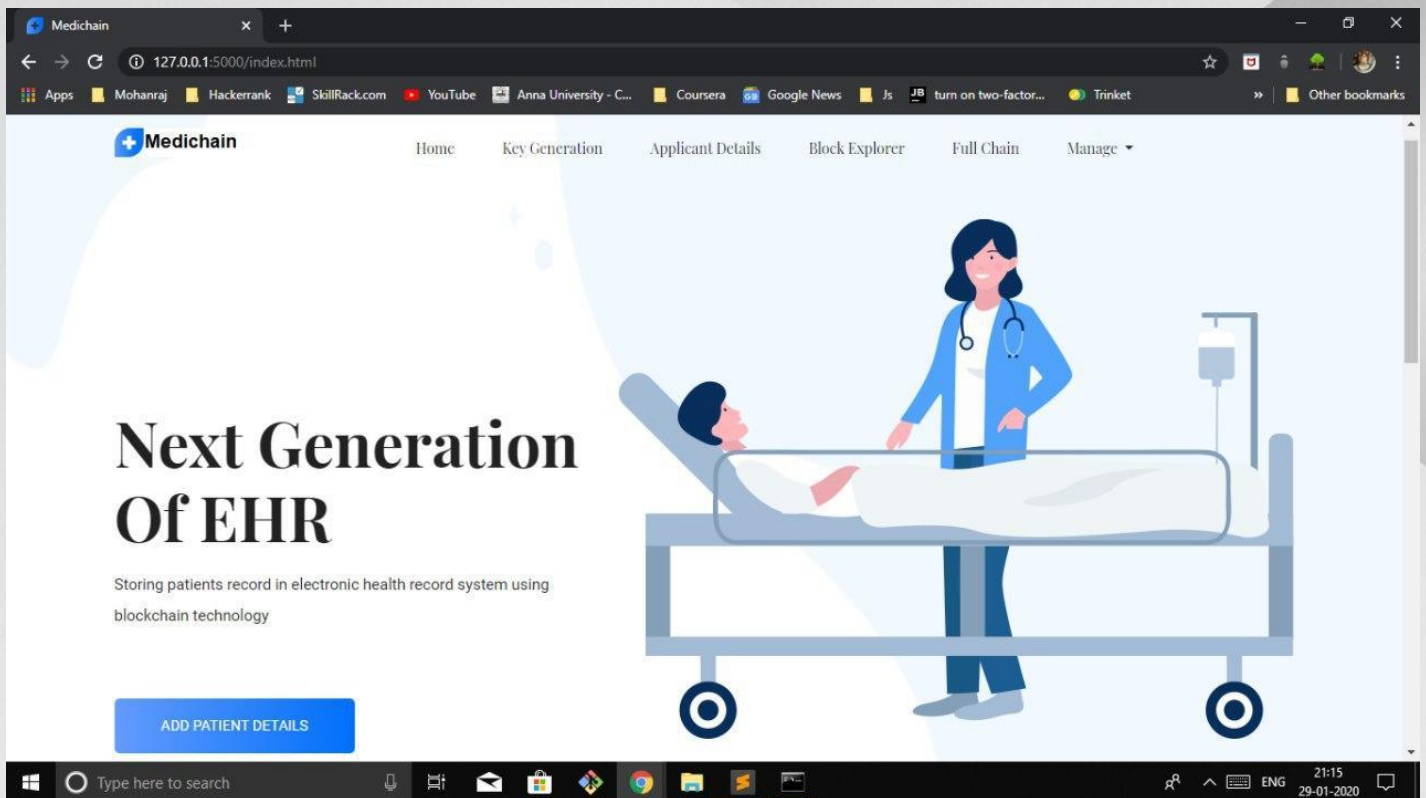 Medichain
127.0.0.1:5000/index.html
Apps Mohanraj Hackerrank SkillRack.com YouTube Anna University - C... Coursera Google News Js turn on two-factor... Trinket » Other bookmarks
Medichain
Home Key Generation Applicant Details Block Explorer Full Chain Manage
Next Generation
Of EHR
Storing patients record in electronic health record system using
blockchain technology
ADD PATIENT DETAILS
Type here to search
ENG
21:15
29-01-2020